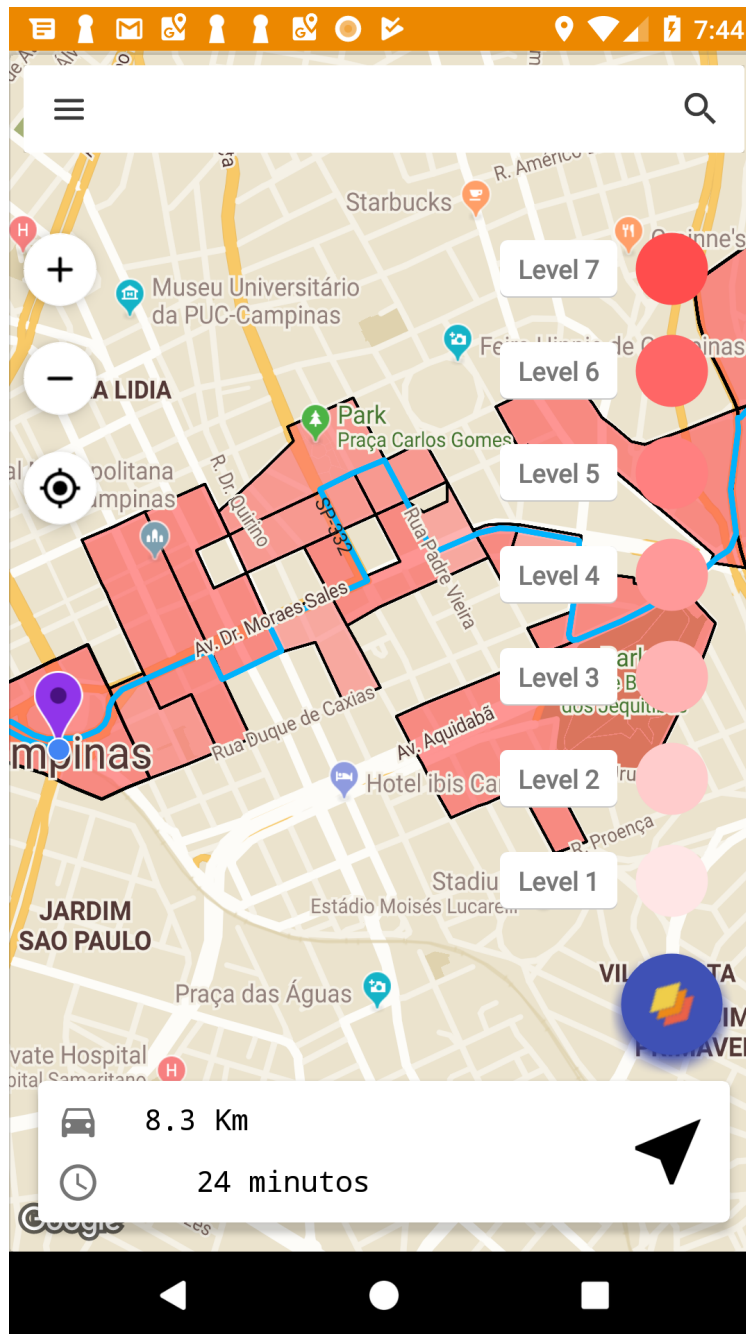 7:44
R. Américo
Starbucks
Level 7
Museu Universitário
da PUC-Campinas
Level 6
LIDIA
Park
Praça Carlos Gomes
Level 5
R. Dr. Quirino
SP-332
Rua Padre Vieira
Level 4
Av. Dr. Moraes Sales
Level 3
Rua Duque de Caxias
Av. Aquidabã
Level 2
Hotel ibis
R. Proença
Level 1
Estádio Moisés Lucarelli
JARDIM
SAO PAULO
Praça das Águas
Hospital
H
8.3 Km
24 minutos
Google